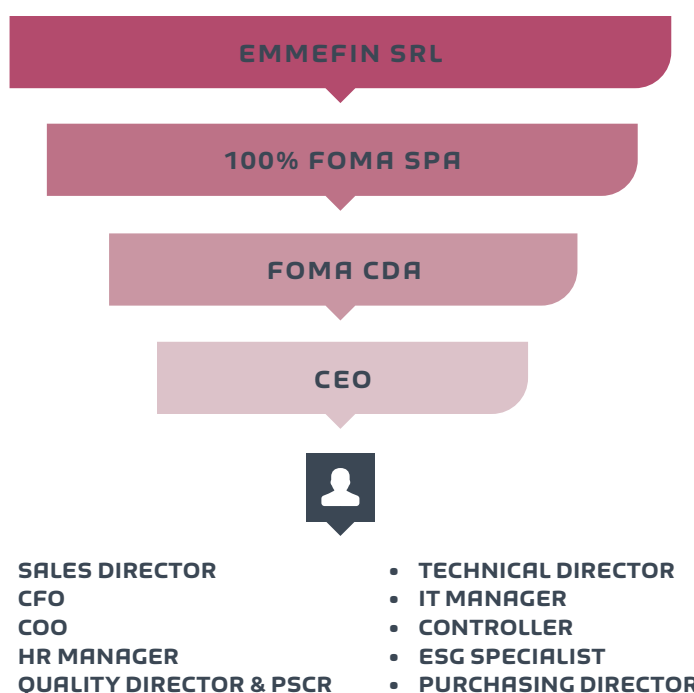 EMMEFIN SRL
100% FOMA SPA
FOMA CDA
CEO
SALES DIRECTOR
CFO
COO
HR MANAGER
QUALITY DIRECTOR & PSCR
• TECHNICAL DIRECTOR
• IT MANAGER
• CONTROLLER
• ESG SPECIALIST
• PURCHASING DIRECTOR